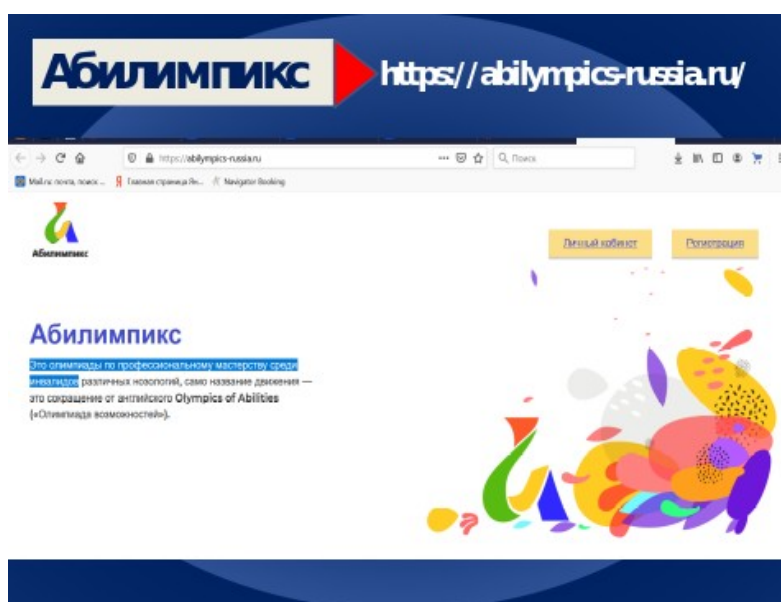 Абилимпикс
https://abilympics-russia.ru/
https://abilympics-russia.ru
Поиск
Mail.ru: почта, поиск ...
Главная страница Ян...
Navigator Booking
Абилимпикс
Личный кабинет
Регистрация
Абилимпикс
Это олимпиады по профессиональному мастерству среди
инвалидов различных нозологий, само название движения —
это сокращение от английского Olympics of Abilities
(«Олимпиада возможностей»).